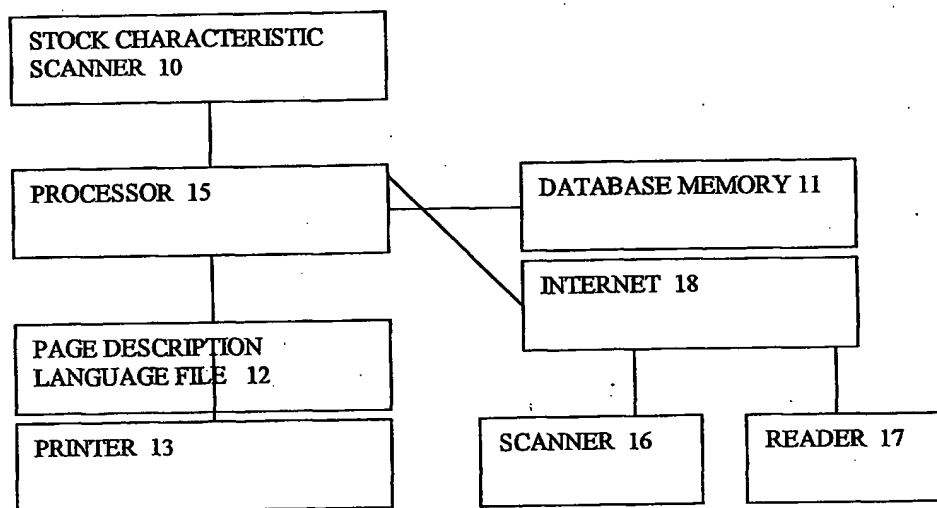 STOCK CHARACTERISTIC
SCANNER 10
PROCESSOR 15
DATABASE MEMORY 11
INTERNET 18
PAGE DESCRIPTION
LANGUAGE FILE 12
PRINTER 13
SCANNER 16
READER 17